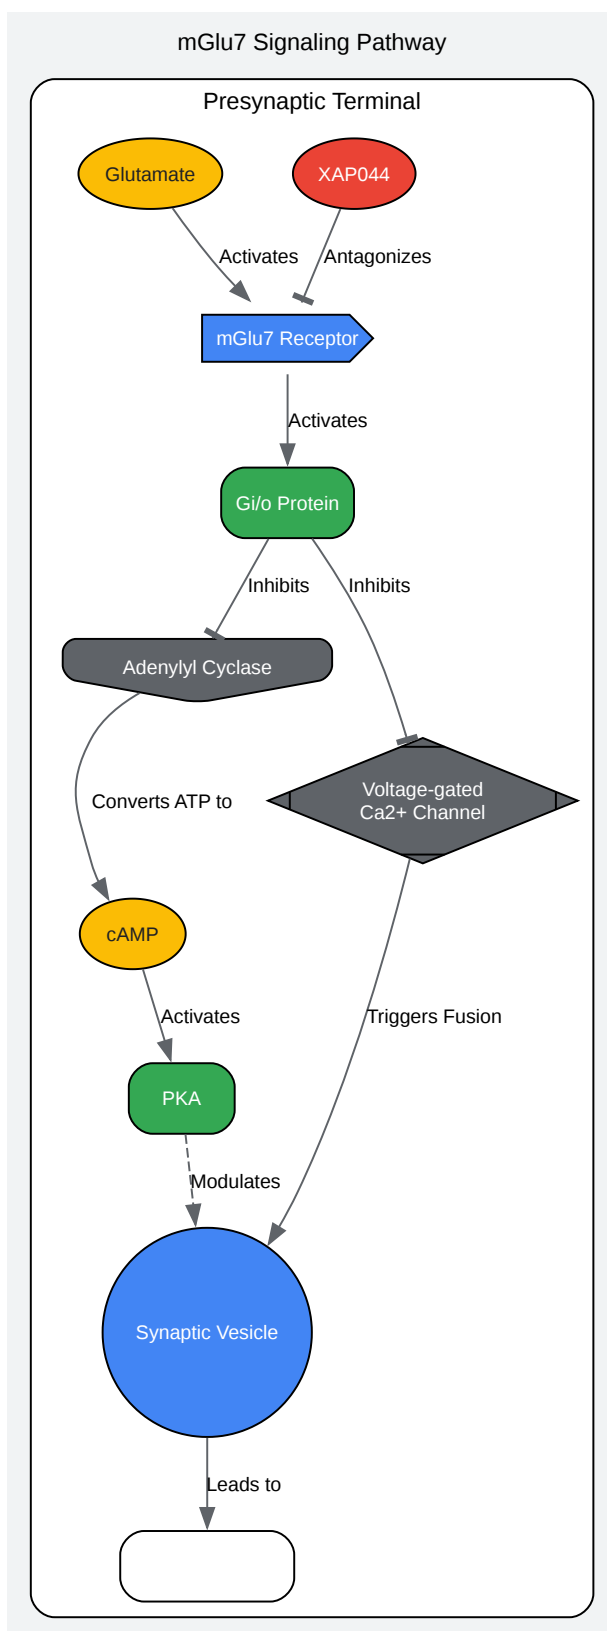 mGlu7 Signaling Pathway
Presynaptic Terminal
Glutamate
XAP044
Activates
Antagonizes
mGlu7 Receptor
Activates
Gi/o Protein
Inhibits
Inhibits
Adenylyl Cyclase
Voltage-gated
Ca2+ Channel
Converts ATP to
cAMP
Activates
Triggers Fusion
PKA
Modulates
Synaptic Vesicle
Leads to